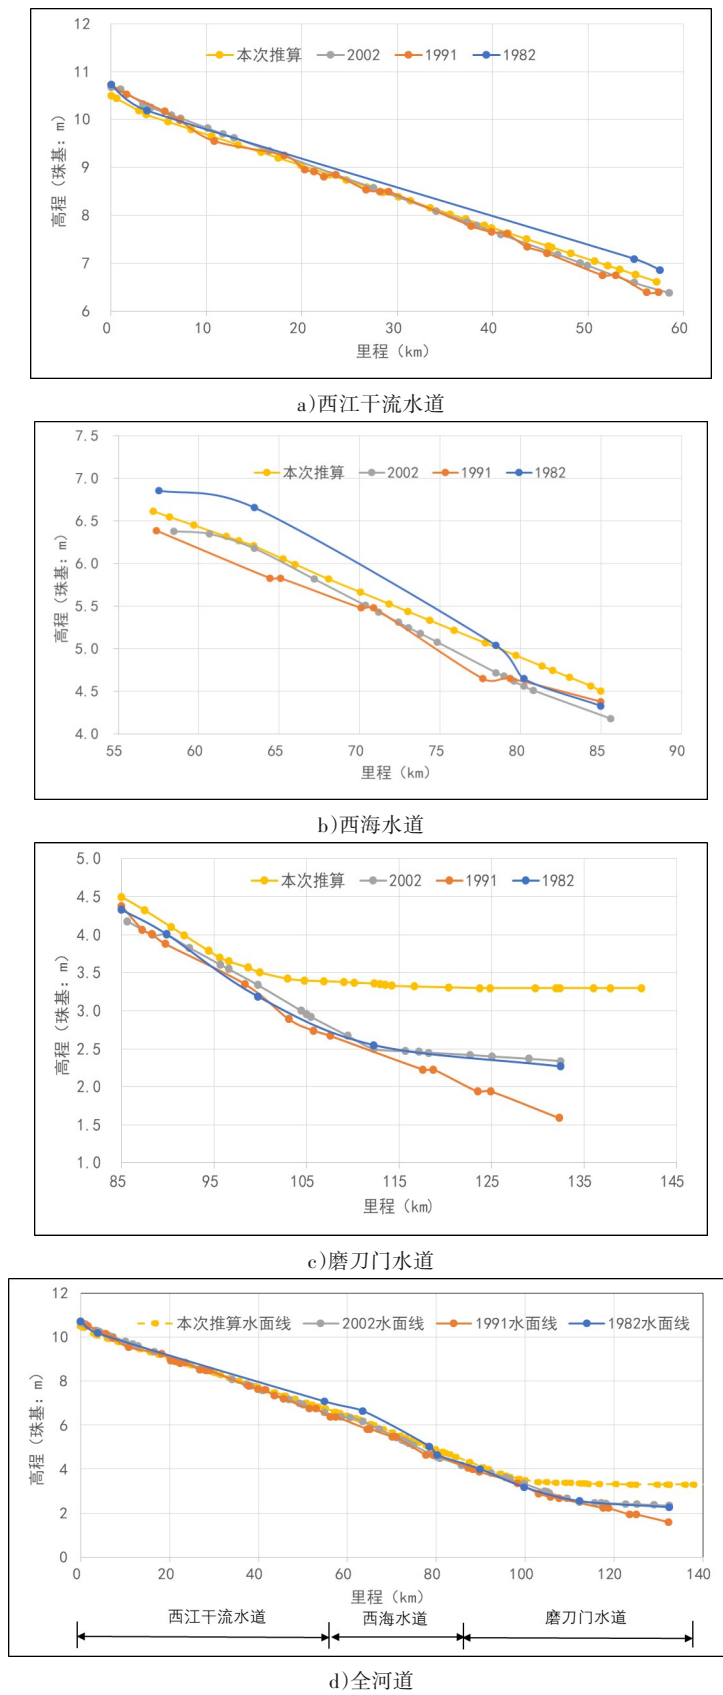 12
11
10
9
8
7
6
高程（珠基：m）
本次推算 2002 1991 1982
0 10 20 30 40 50 60
里程（km）
a)西江干流水道
7.5
7.0
6.5
6.0
5.5
5.0
4.5
4.0
高程（珠基：m）
本次推算 2002 1991 1982
55 60 65 70 75 80 85 90
里程（km）
b)西海水道
5.0
4.5
4.0
3.5
3.0
2.5
2.0
1.5
1.0
高程（珠基：m）
本次推算 2002 1991 1982
85 95 105 115 125 135 145
里程（km)
c)磨刀门水道
12
10
8
6
4
2
0
高程（珠基：m）
本次推算水面线 2002水面线 1991水面线 1982水面线
0 20 40 60 80 100 120 140
里程（km）
西江干流水道 西海水道 磨刀门水道
d)全河道